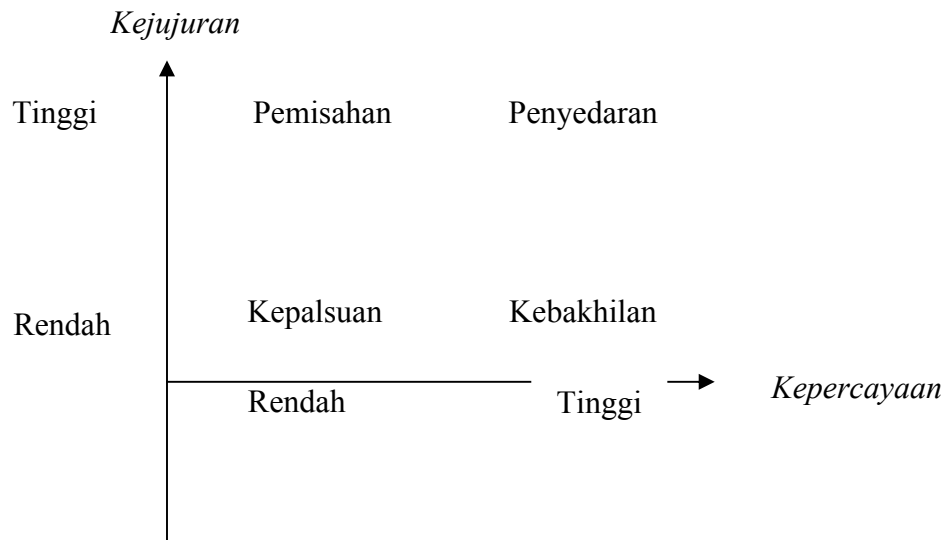 Kejujuran
Tinggi Pemisahan Penyedaran
Rendah Kepalsuan Kebakhilan
Rendah Tinggi Kepercayaan